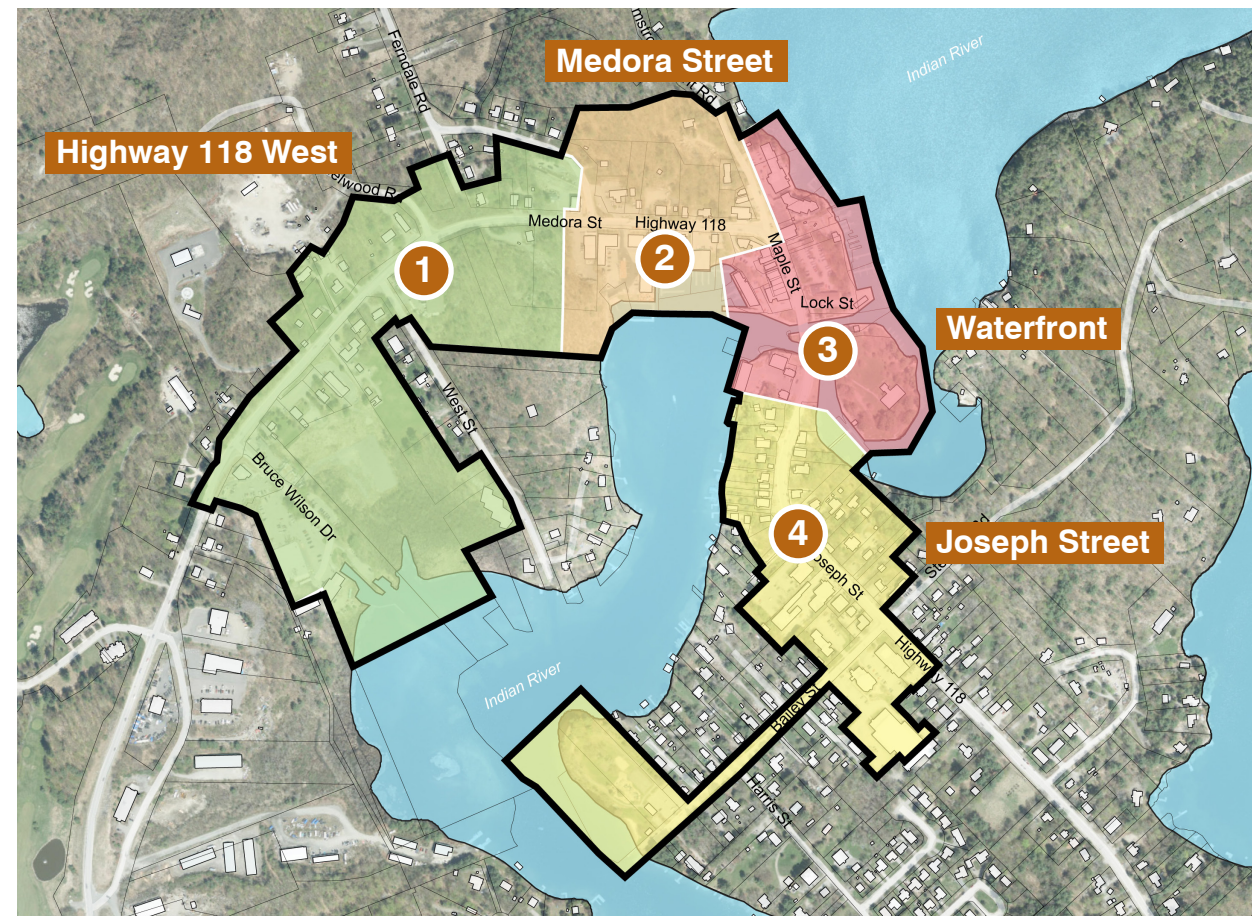 Medora Street
Indian River
Ferndale Rd
Highway 118 West
Medora St
Highway 118
1
2
Maple St
Lock St
Waterfront
3
West St
Bruce Wilson Dr
4
Joseph Street
Joseph St
Highway 118
Indian River
Bailey St
Harris St